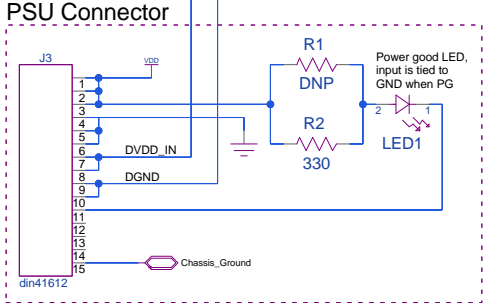 PSU Connector
J3
VDD
R1
DNP
Power good LED,
input is tied to
GND when PG
1
2
3
4
5
6
7
8
9
10
11
12
13
14
15
2
1
LED1
R2
330
DVDD_IN
DGND
Chassis_Ground
din41612